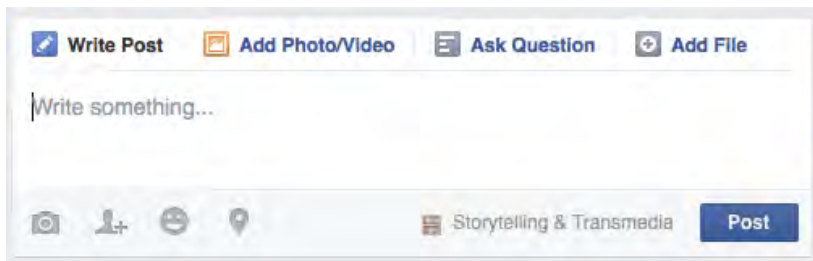 Write Post Add Photo/Video Ask Question Add File
Write something...
Storytelling & Transmedia Post